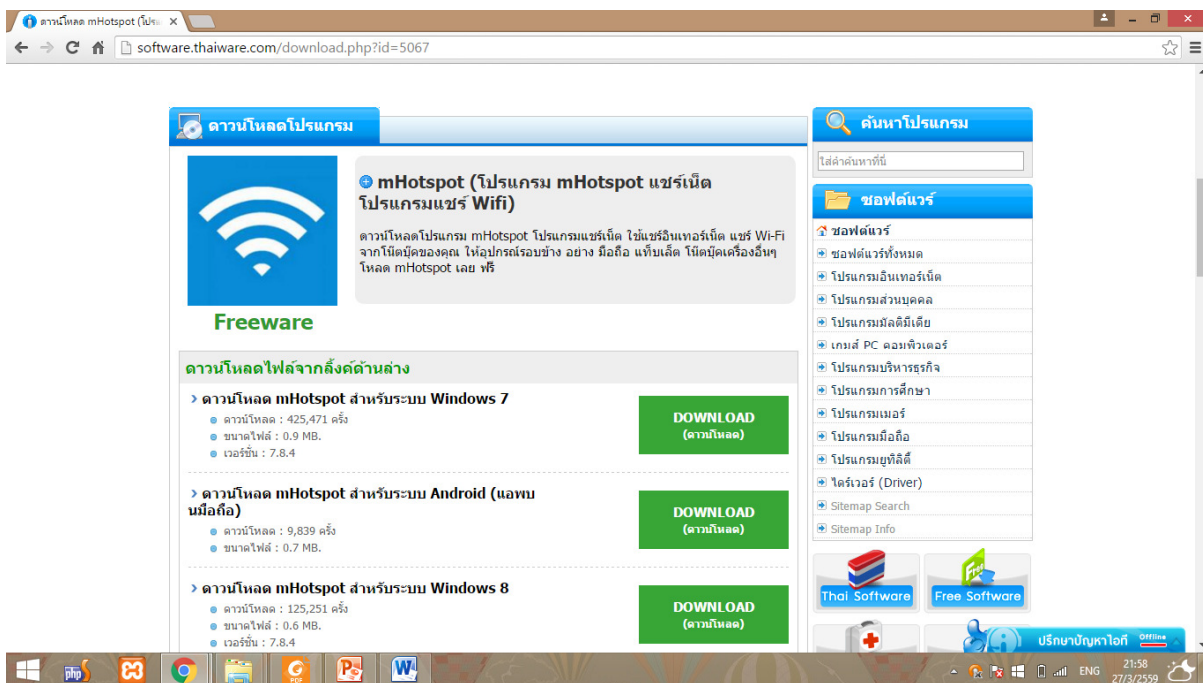 ดาวน์โหลด mHotspot (โปรแ
software.thaiware.com/download.php?id=5067
ดาวน์โหลดโปรแกรม
mHotspot (โปรแกรม mHotspot แชร์เน็ต
โปรแกรมแชร์ Wifi)
ดาวน์โหลดโปรแกรม mHotspot โปรแกรมแชร์เน็ต ใช้แชร์อินเทอร์เน็ต แชร์ Wi-Fi
จากโน๊ตบุ๊คของคุณ ให้อุปกรณ์รอบข้าง อย่าง มือถือ แท็บเล็ต โน๊ตบุ๊คเครื่องอื่นๆ
โหลด mHotspot เลย ฟรี
Freeware
ดาวน์โหลดไฟล์จากลิ้งค์ด้านล่าง
ดาวน์โหลด mHotspot สำหรับระบบ Windows 7
ดาวน์โหลด : 425,471 ครั้ง
ขนาดไฟล์ : 0.9 MB.
เวอร์ชั่น : 7.8.4
DOWNLOAD
(ดาวน์โหลด)
ดาวน์โหลด mHotspot สำหรับระบบ Android (แอพบ
นมือถือ)
ดาวน์โหลด : 9,839 ครั้ง
ขนาดไฟล์ : 0.7 MB.
DOWNLOAD
(ดาวน์โหลด)
ดาวน์โหลด mHotspot สำหรับระบบ Windows 8
ดาวน์โหลด : 125,251 ครั้ง
ขนาดไฟล์ : 0.6 MB.
เวอร์ชั่น : 7.8.4
DOWNLOAD
(ดาวน์โหลด)
ค้นหาโปรแกรม
ใส่คำค้นหาที่นี่
ซอฟต์แวร์
ซอฟต์แวร์
ซอฟต์แวร์ทั้งหมด
โปรแกรมอินเทอร์เน็ต
โปรแกรมส่วนบุคคล
โปรแกรมมัลติมีเดีย
เกมส์ PC คอมพิวเตอร์
โปรแกรมบริหารธุรกิจ
โปรแกรมการศึกษา
โปรแกรมเมอร์
โปรแกรมมือถือ
โปรแกรมยูทิลิตี้
ไดร์เวอร์ (Driver)
Sitemap Search
Sitemap Info
Thai Software
Free
Free Software
ปรึกษาปัญหาไอที Offline
php
PDF
ENG
21:58
27/3/2559